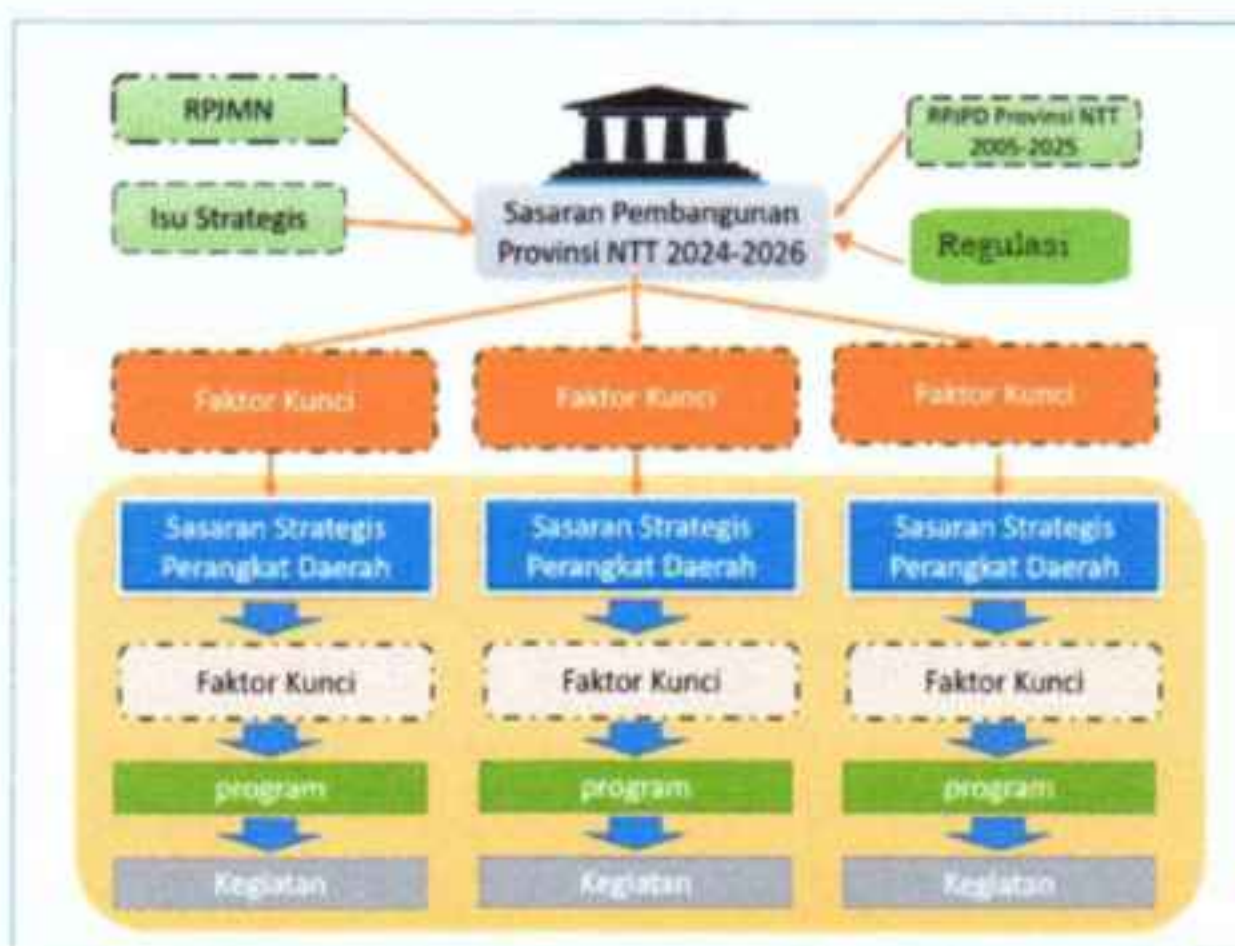 RPJMN
Isu Strategis
RPJPD Provinsi NTT
2005-2025
Regulasi
Sasaran Pembangunan
Provinsi NTT 2024-2026
Faktor Kunci
Faktor Kunci
Faktor Kunci
Sasaran Strategis
Perangkat Daerah
Sasaran Strategis
Perangkat Daerah
Sasaran Strategis
Perangkat Daerah
Faktor Kunci
Faktor Kunci
Faktor Kunci
program
program
program
Kegiatan
Kegiatan
Kegiatan